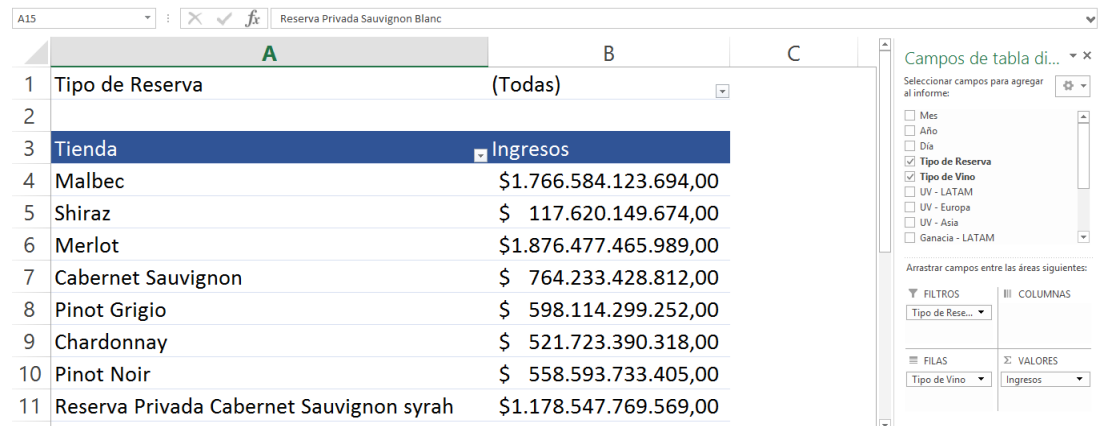 A15 fx Reserva Privada Sauvignon Blanc
A B C
1 Tipo de Reserva (Todas)
2
3 Tienda Ingresos
4 Malbec $1.766.584.123.694,00
5 Shiraz $ 117.620.149.674,00
6 Merlot $1.876.477.465.989,00
7 Cabernet Sauvignon $ 764.233.428.812,00
8 Pinot Grigio $ 598.114.299.252,00
9 Chardonnay $ 521.723.390.318,00
10 Pinot Noir $ 558.593.733.405,00
11 Reserva Privada Cabernet Sauvignon syrah $1.178.547.769.569,00
Campos de tabla di...
Seleccionar campos para agregar
al informe:
Mes
Año
Día
Tipo de Reserva
Tipo de Vino
UV - LATAM
UV - Europa
UV - Asia
Ganacia - LATAM
Arrastrar campos entre las áreas siguientes:
FILTROS COLUMNAS
Tipo de Rese...
FILAS Σ VALORES
Tipo de Vino Ingresos